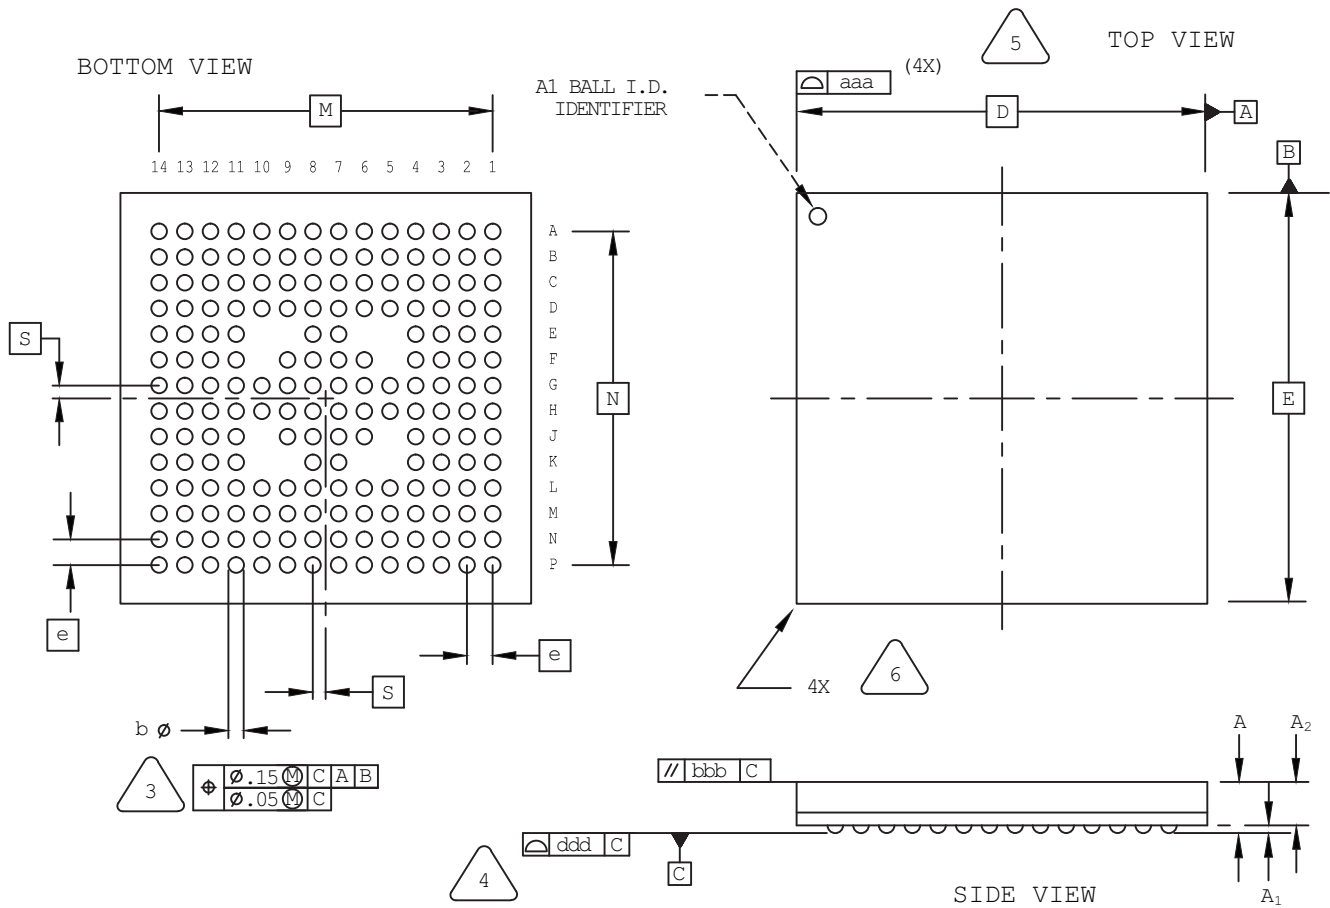 BOTTOM VIEW
5
TOP VIEW
aaa
(4X)
A1 BALL I.D.
IDENTIFIER
M
D
A
B
14 13 12 11 10 9 8 7 6 5 4 3 2 1
A
B
C
D
E
F
G
H
J
K
L
M
N
P
S
N
E
e
e
S
4X
6
b ø
3
⌖ ø.15 Ⓜ C A B
ø.05 Ⓜ C
// bbb C
A
A₂
ddd C
4
C
SIDE VIEW
A₁